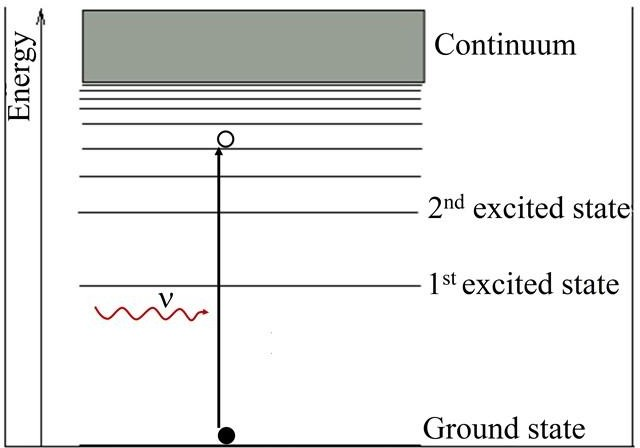 Energy
Continuum
2nd excited state
1st excited state
ν
Ground state